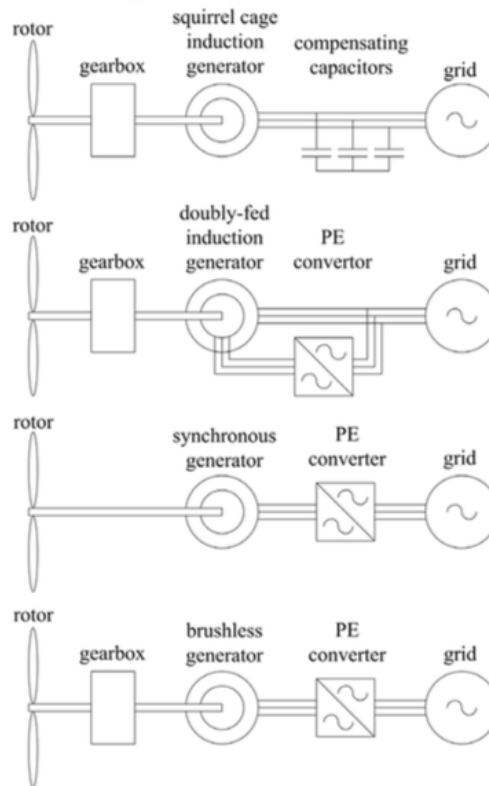 rotor
gearbox
squirrel cage
induction
generator
compensating
capacitors
grid
rotor
gearbox
doubly-fed
induction
generator
PE
convertor
grid
rotor
synchronous
generator
PE
converter
grid
rotor
gearbox
brushless
generator
PE
converter
grid